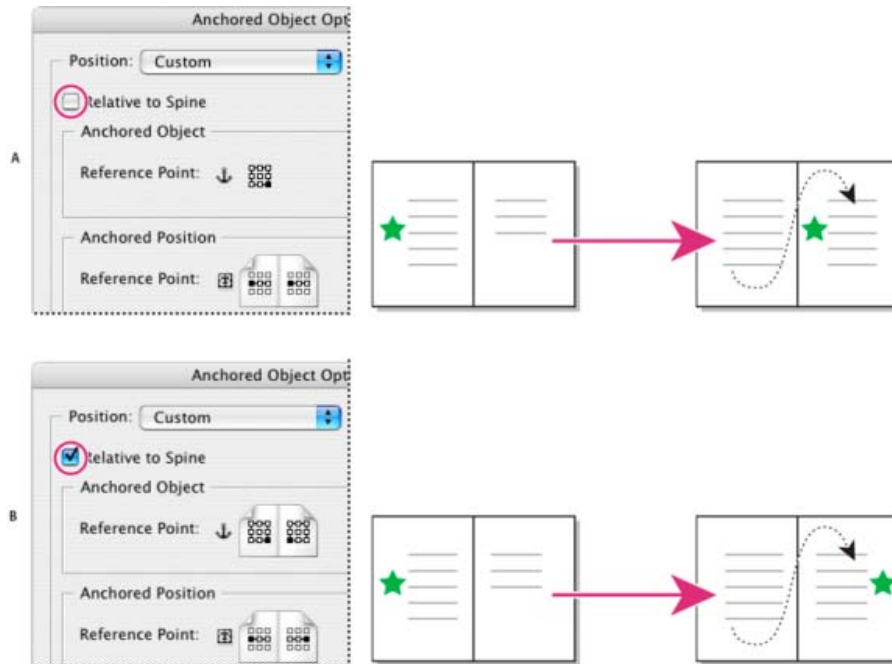 Anchored Object Opt
Position: Custom
Relative to Spine
Anchored Object
A
Reference Point:
Anchored Position
Reference Point:
Anchored Object Opt
Position: Custom
Relative to Spine
Anchored Object
B
Reference Point:
Anchored Position
Reference Point: